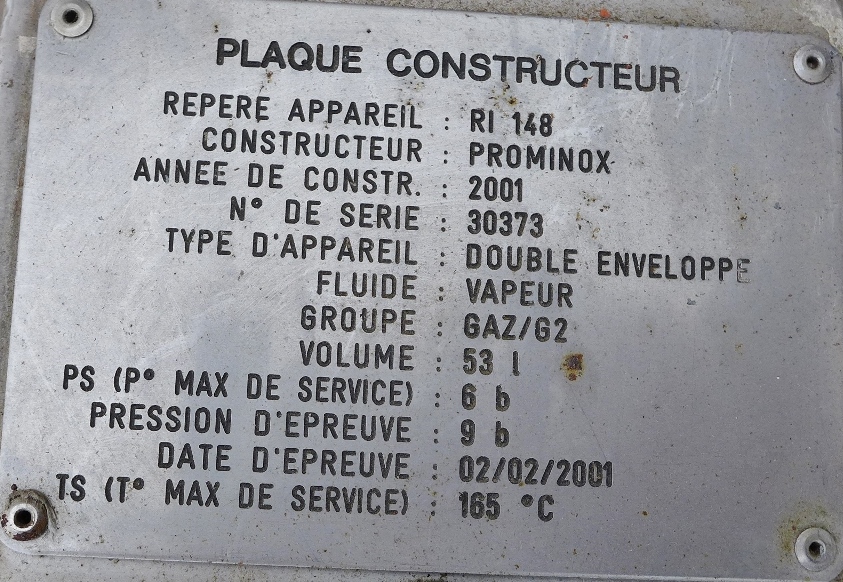 PLAQUE CONSTRUCTEUR
REPERE APPAREIL : RI 148
CONSTRUCTEUR : PROMINOX
ANNEE DE CONSTR. : 2001
N° DE SERIE : 30373
TYPE D'APPAREIL : DOUBLE ENVELOPPE
FLUIDE : VAPEUR
GROUPE : GAZ/G2
VOLUME : 53 l
PS (P° MAX DE SERVICE) : 6 b
PRESSION D'EPREUVE : 9 b
DATE D'EPREUVE : 02/02/2001
TS (T° MAX DE SERVICE) : 165 °C